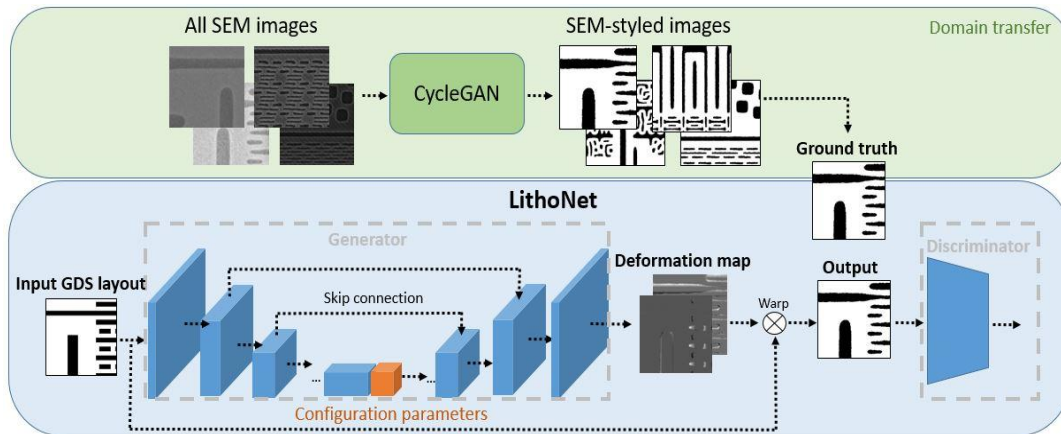 All SEM images
SEM-styled images
Domain transfer
CycleGAN
Ground truth
LithoNet
Generator
Discriminator
Input GDS layout
Skip connection
Deformation map
Warp
Output
...
...
Configuration parameters